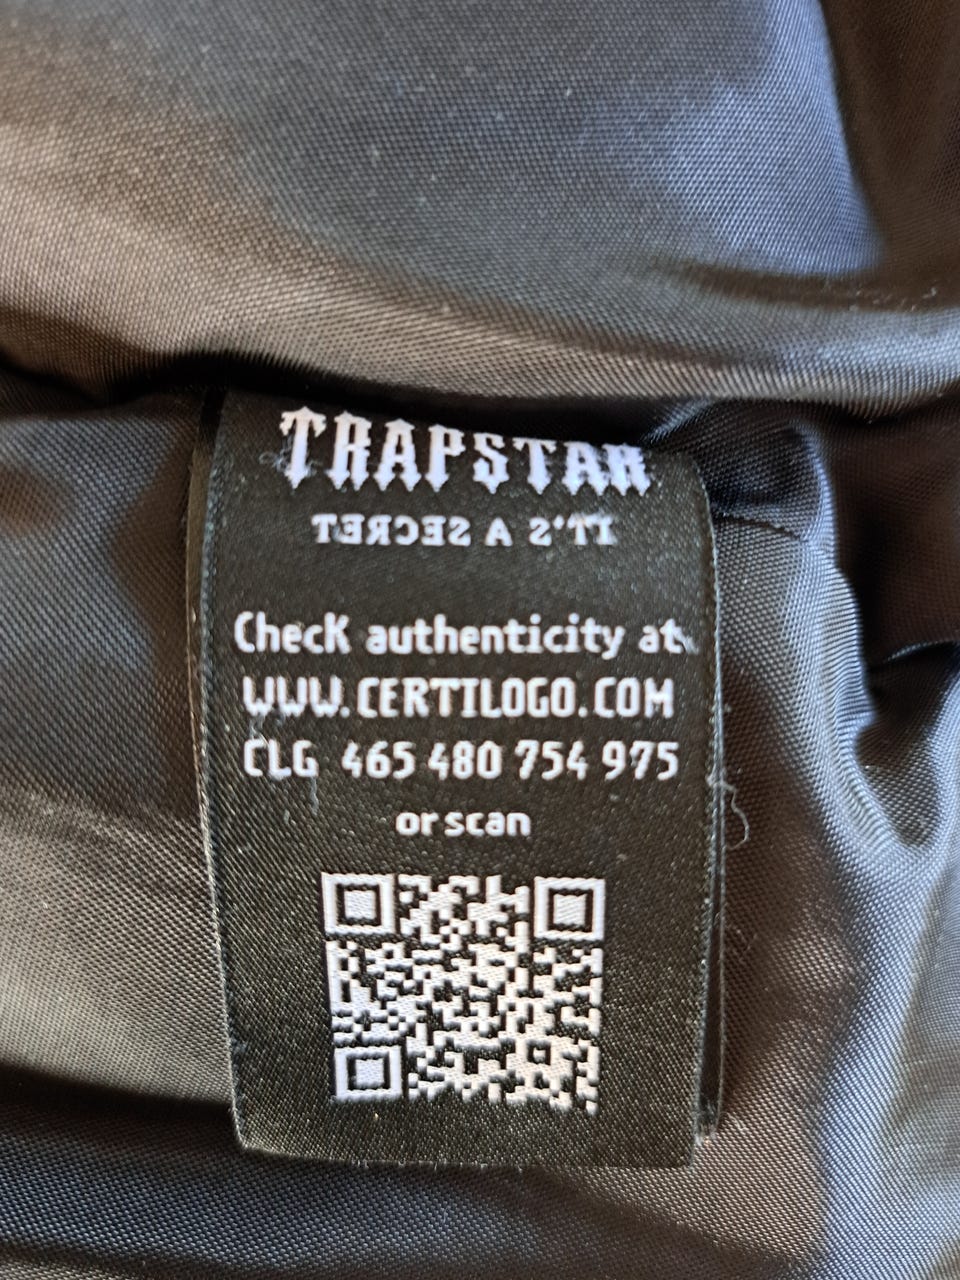 TRAPSTAR
IT'S A SECRET
Check authenticity at
WWW.CERTILOGO.COM
CLG 465 480 754 975
or scan